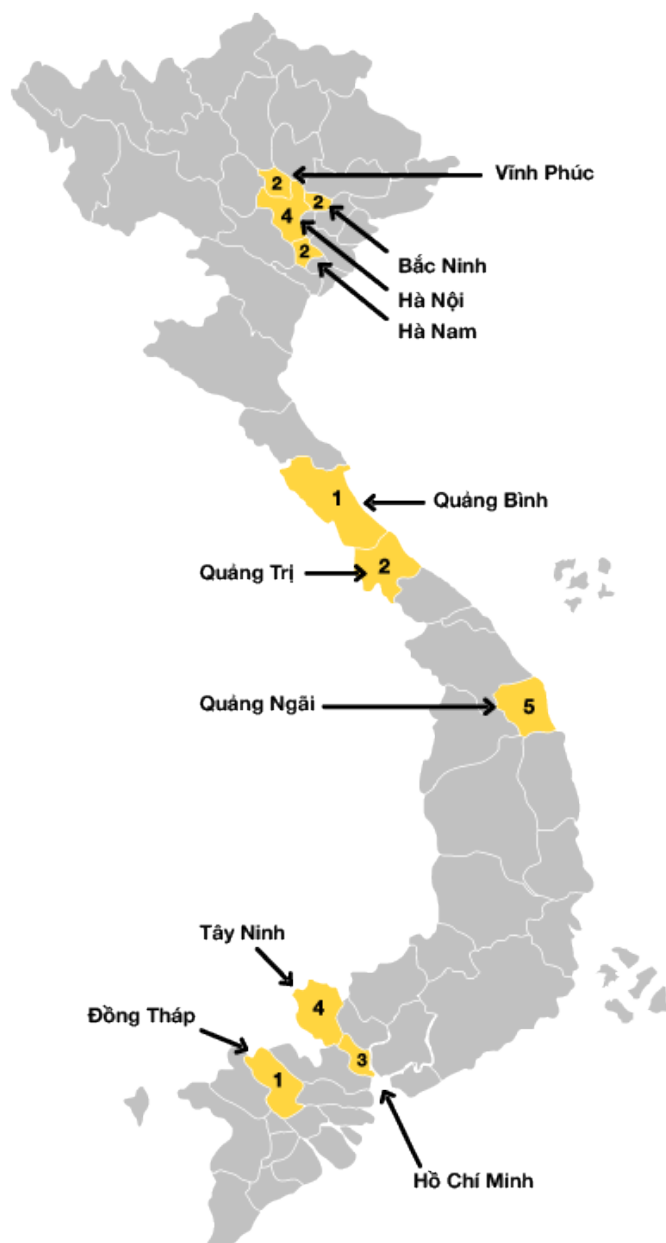 Vĩnh Phúc
2
2
4
2
Bắc Ninh
Hà Nội
Hà Nam
1
Quảng Bình
2
Quảng Trị
Quảng Ngãi
5
Tây Ninh
4
Đồng Tháp
3
1
Hồ Chí Minh